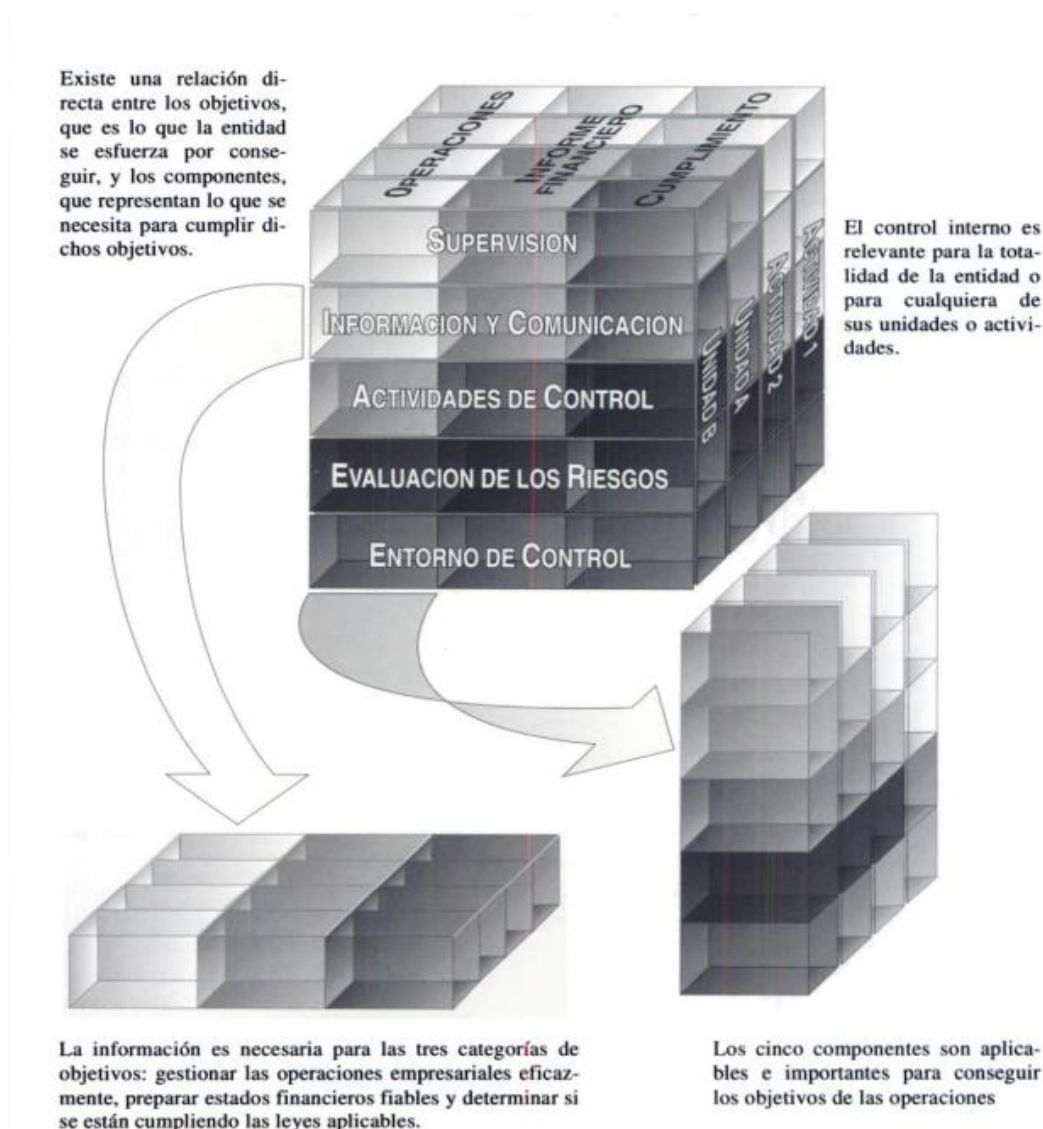 Existe una relación di-
recta entre los objetivos,
que es lo que la entidad
se esfuerza por conse-
guir, y los componentes,
que representan lo que se
necesita para cumplir di-
chos objetivos.
OPERACIONES
INFORME
FINANCIERO
CUMPLIMIENTO
SUPERVISION
INFORMACION Y COMUNICACION
ACTIVIDADES DE CONTROL
EVALUACION DE LOS RIESGOS
ENTORNO DE CONTROL
UNIDAD B
UNIDAD A
ACTIVIDAD 2
ACTIVIDAD 1
El control interno es
relevante para la tota-
lidad de la entidad o
para cualquiera de
sus unidades o activi-
dades.
La información es necesaria para las tres categorías de
objetivos: gestionar las operaciones empresariales eficaz-
mente, preparar estados financieros fiables y determinar si
se están cumpliendo las leyes aplicables.
Los cinco componentes son aplica-
bles e importantes para conseguir
los objetivos de las operaciones